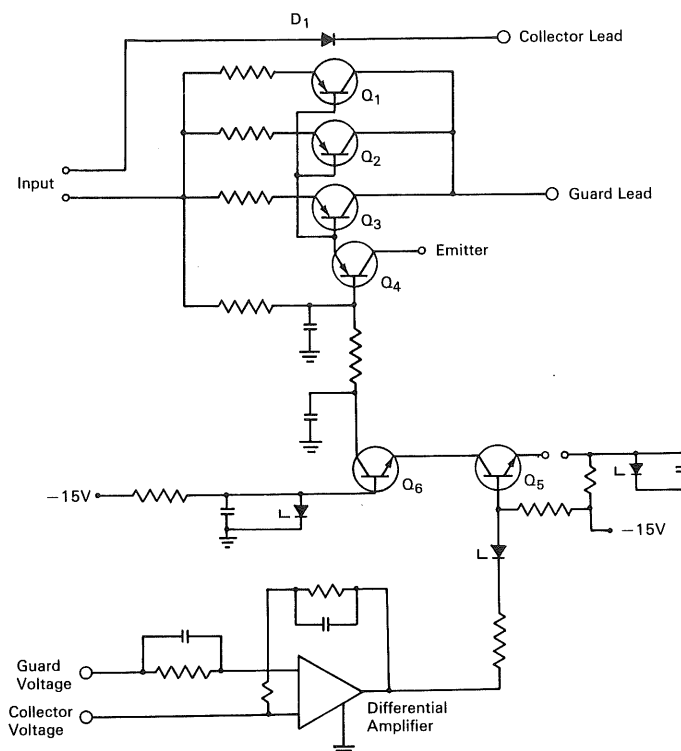 D1
Collector Lead
Q1
Q2
Input
Guard Lead
Q3
Emitter
Q4
Q6
Q5
−15V
−15V
Guard
Voltage
Differential
Amplifier
Collector
Voltage